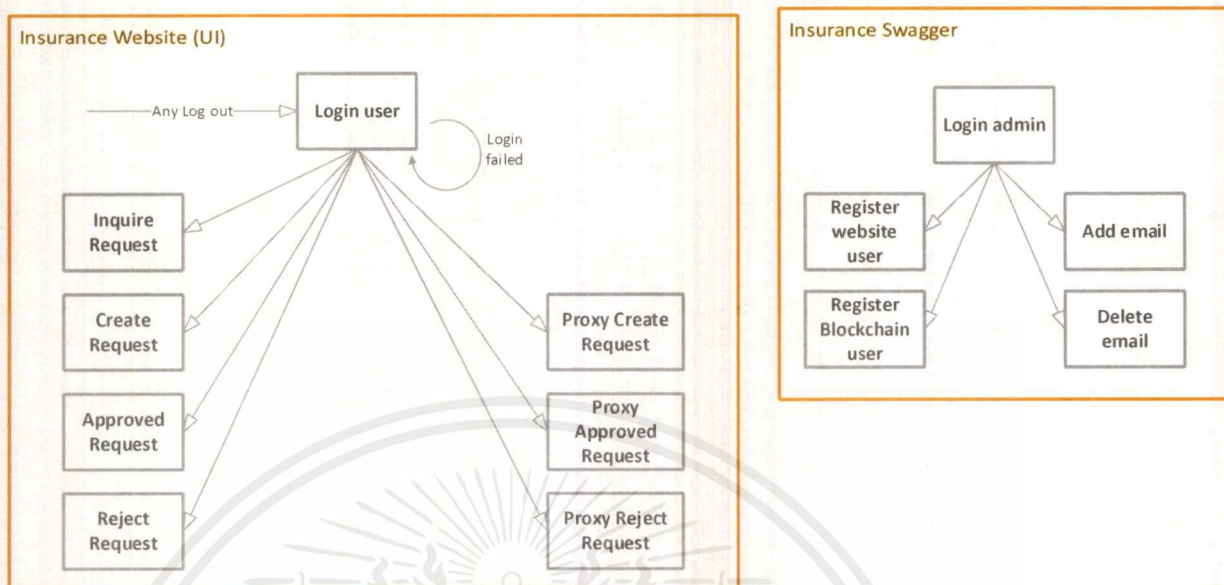 Insurance Website (UI)
Any Log out
Login user
Login
failed
Inquire
Request
Create
Request
Approved
Request
Reject
Request
Proxy Create
Request
Proxy
Approved
Request
Proxy Reject
Request
Insurance Swagger
Login admin
Register
website
user
Add email
Register
Blockchain
user
Delete
email